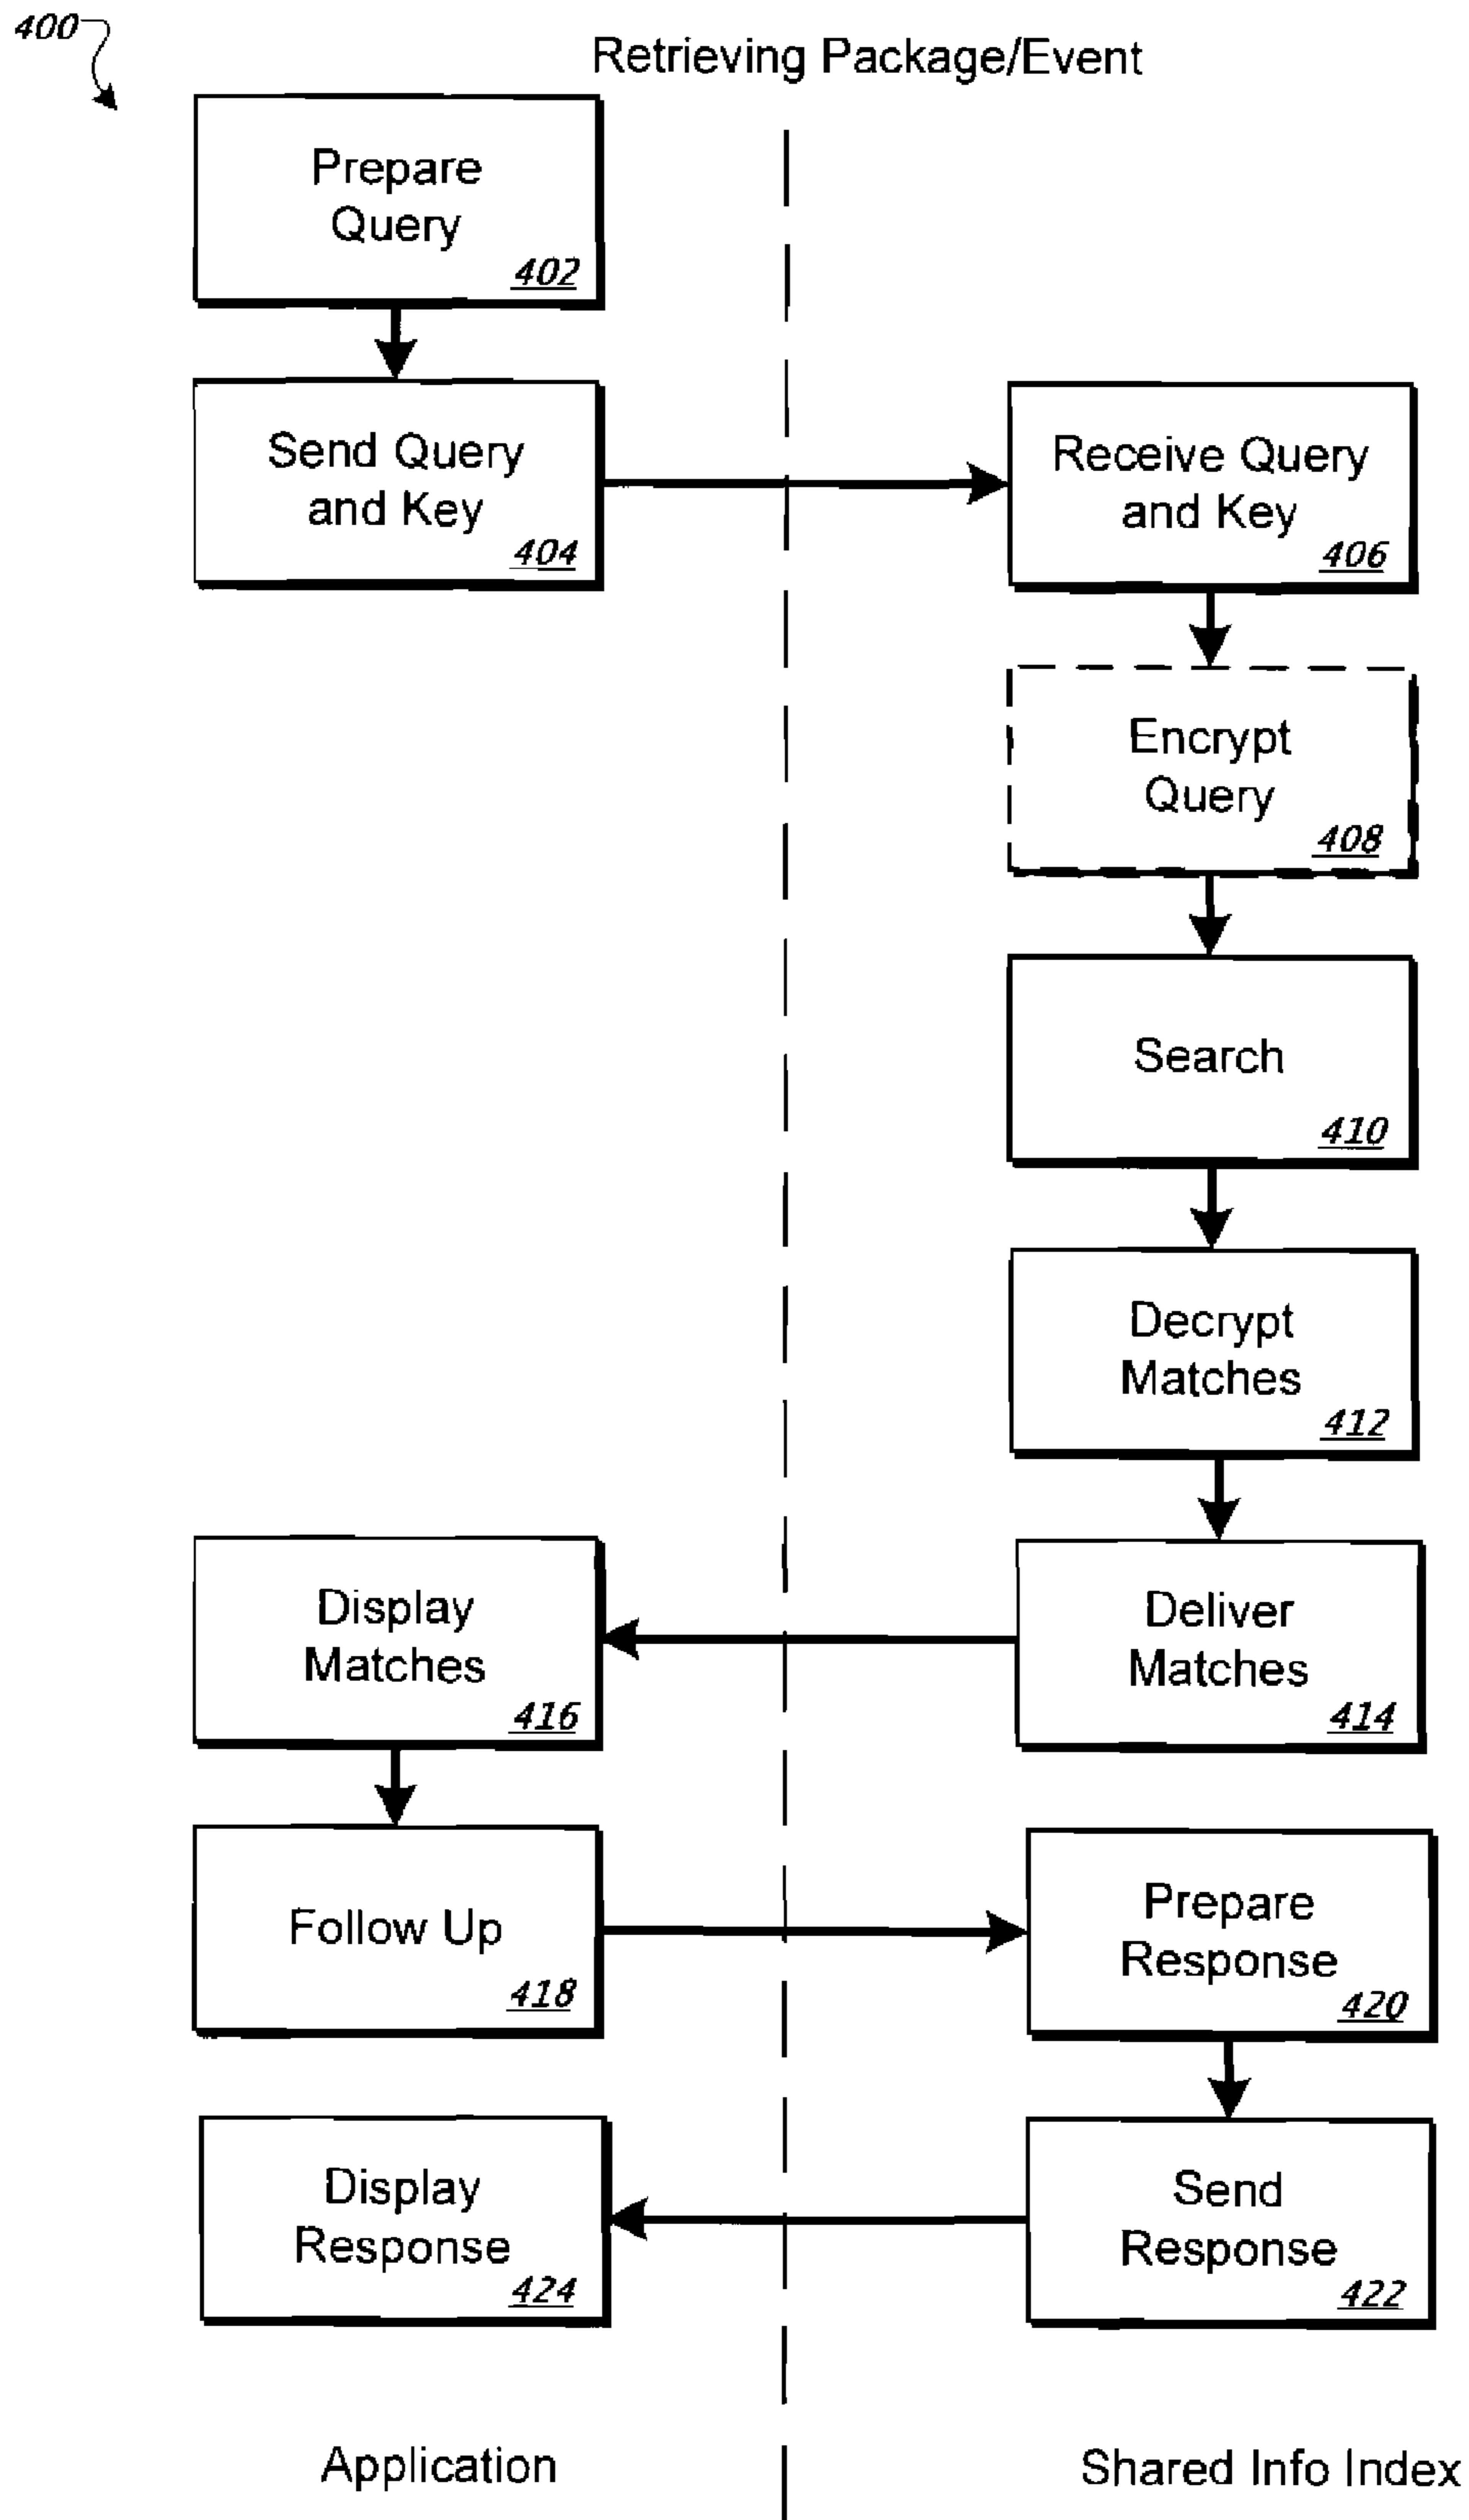 400
Retrieving Package/Event
Prepare
Query
402
Send Query
and Key
404
Receive Query
and Key
406
Encrypt
Query
408
Search
410
Decrypt
Matches
412
Display
Matches
416
Deliver
Matches
414
Follow Up
418
Prepare
Response
420
Display
Response
424
Send
Response
422
Application
Shared Info Index